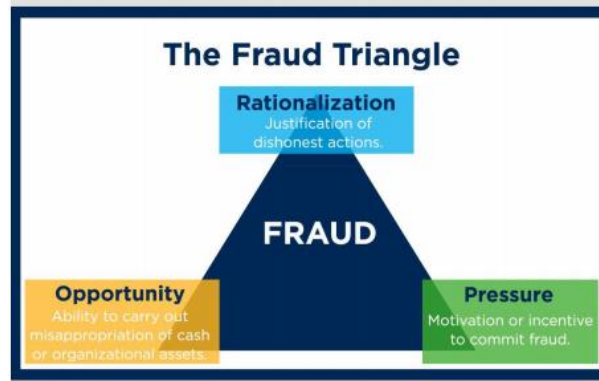 The Fraud Triangle
Rationalization
Justification of
dishonest actions.
FRAUD
Opportunity
Ability to carry out
misappropriation of cash
or organizational assets.
Pressure
Motivation or incentive
to commit fraud.